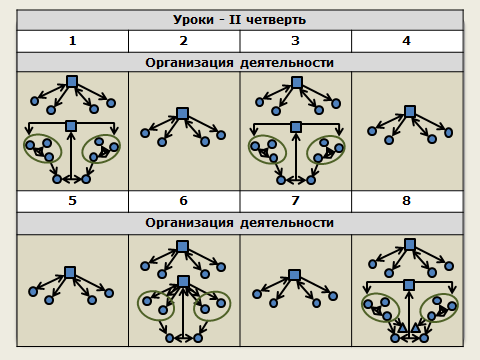 Уроки - II четверть
1 2 3 4
Организация деятельности
5 6 7 8
Организация деятельности